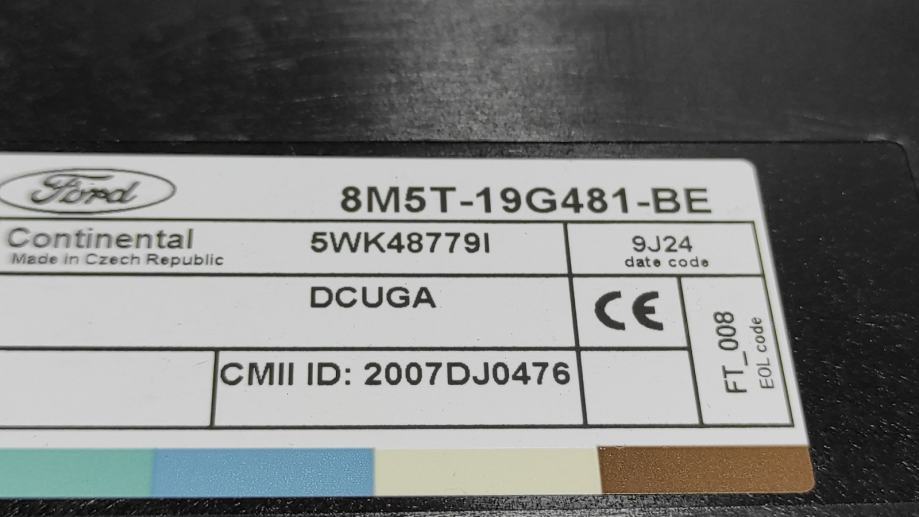 Ford
8M5T-19G481-BE
Continental
Made in Czech Republic
5WK48779I
9J24
date code
DCUGA
CE
CMII ID: 2007DJ0476
FT_008
EOL code